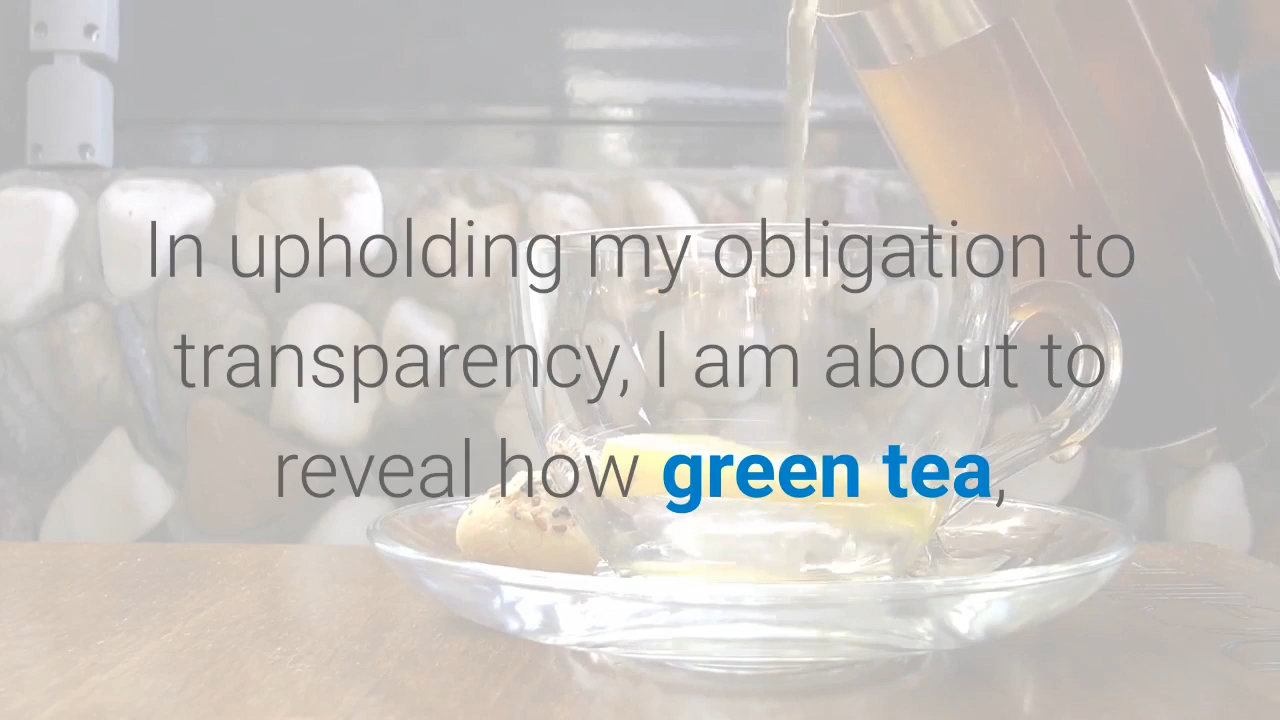 In upholding my obligation to
transparency, I am about to
reveal how green tea,